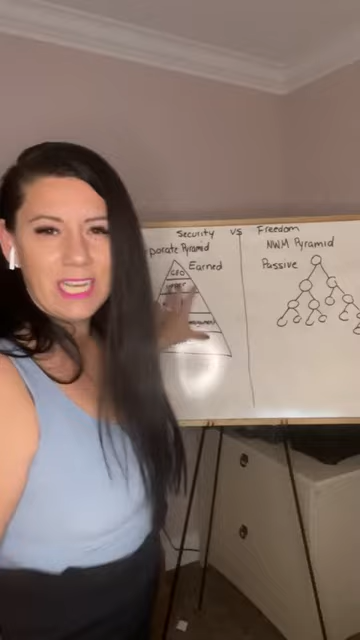 Security vs Freedom
porate Pyramid
NWM Pyramid
Earned
Passive
CEO